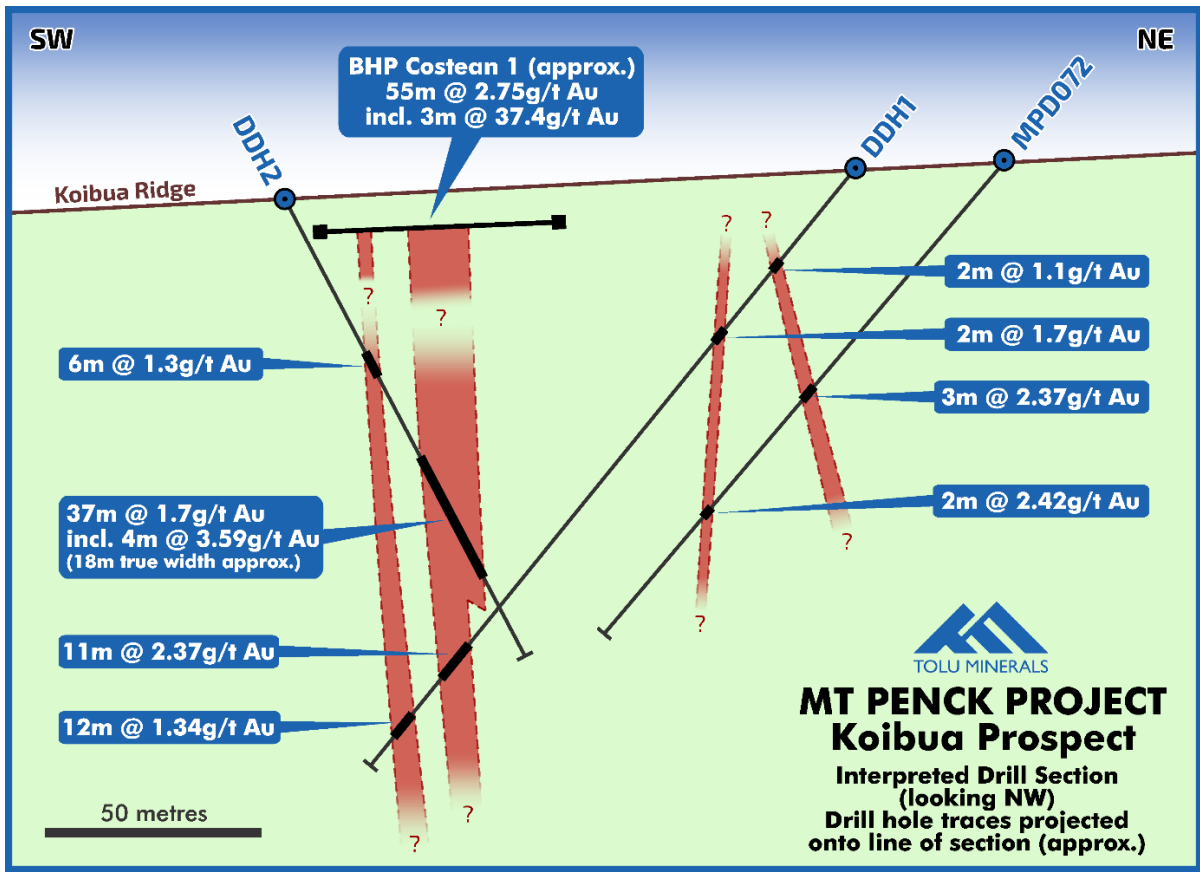 SW
NE
BHP Costean 1 (approx.)
55m @ 2.75g/t Au
incl. 3m @ 37.4g/t Au
DDH2
DDH1
MPD072
Koibua Ridge
?
?
?
?
2m @ 1.1g/t Au
2m @ 1.7g/t Au
6m @ 1.3g/t Au
3m @ 2.37g/t Au
37m @ 1.7g/t Au
incl. 4m @ 3.59g/t Au
(18m true width approx.)
2m @ 2.42g/t Au
?
?
11m @ 2.37g/t Au
12m @ 1.34g/t Au
?
?
50 metres
TOLU MINERALS
MT PENCK PROJECT
Koibua Prospect
Interpreted Drill Section
(looking NW)
Drill hole traces projected
onto line of section (approx.)